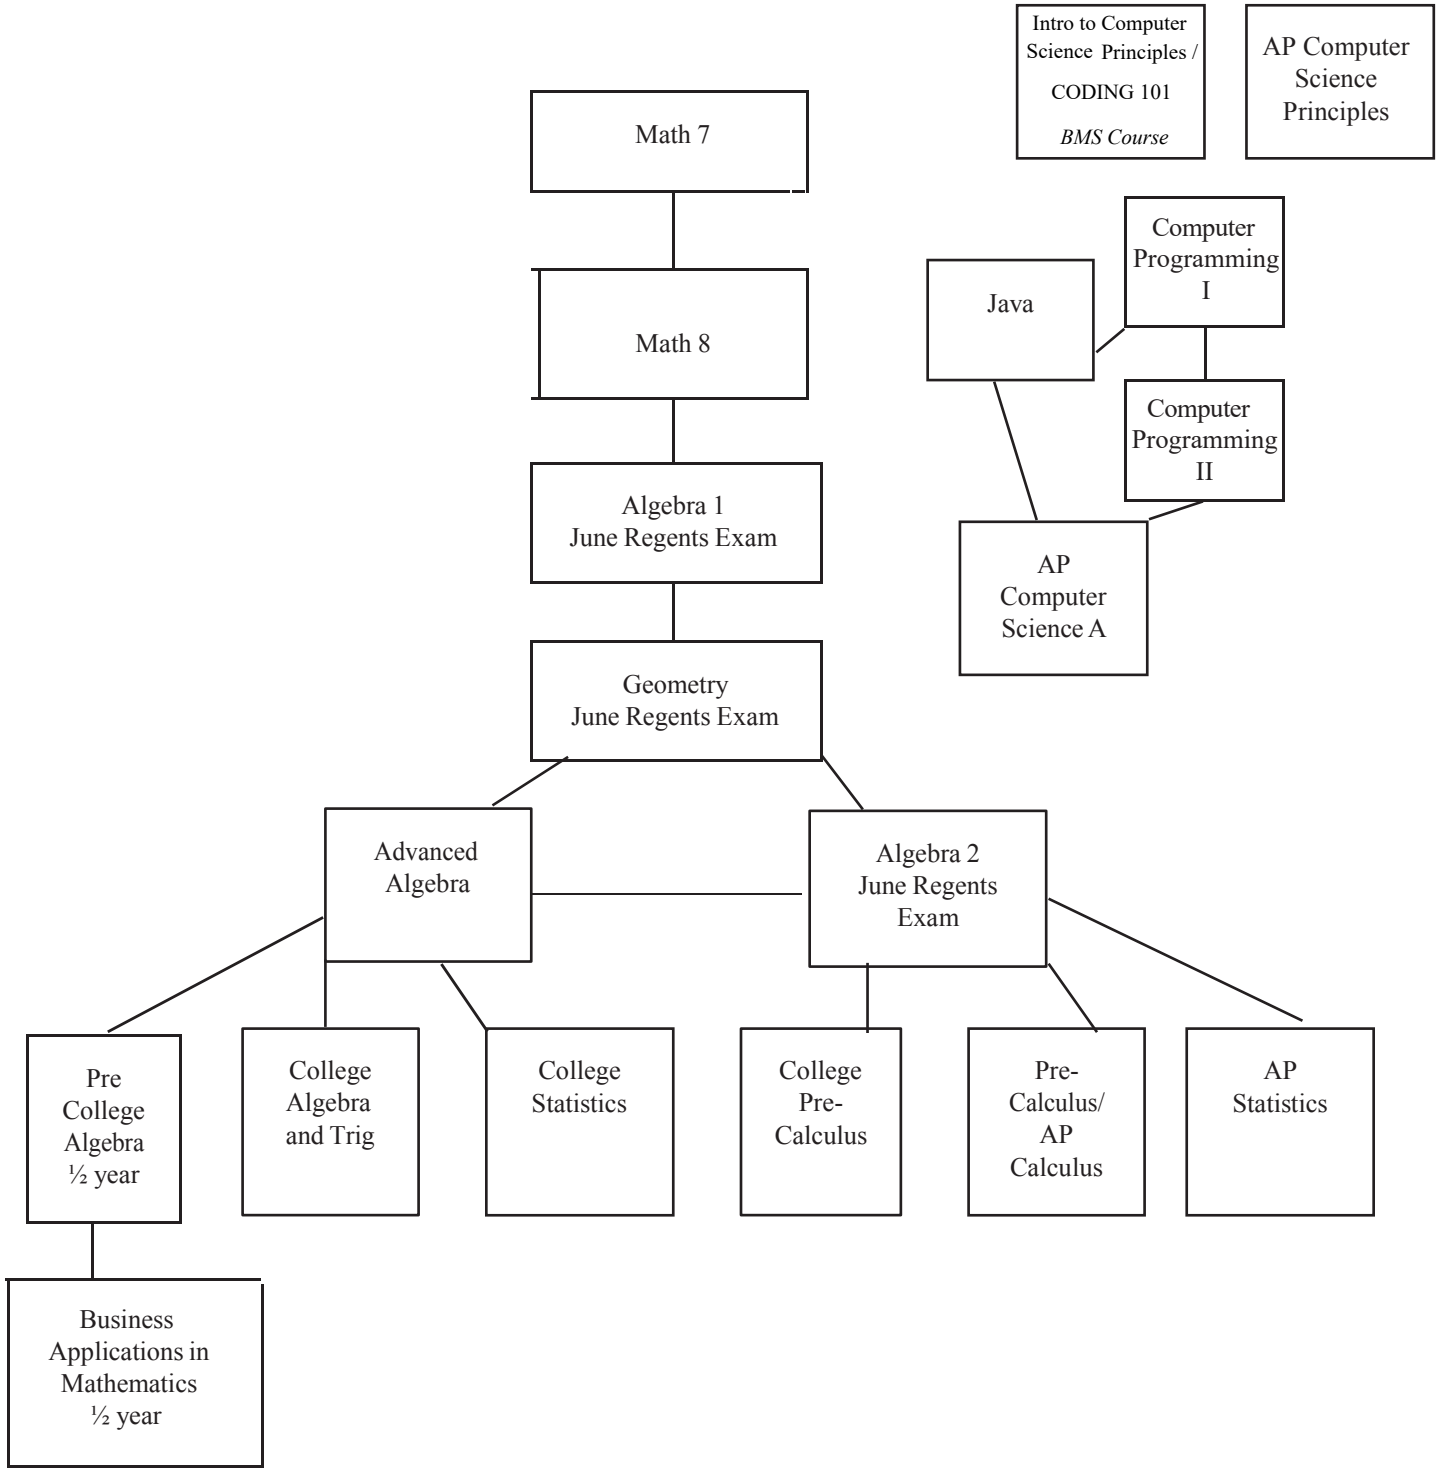 Intro to Computer
Science Principles /
CODING 101
BMS Course
AP Computer
Science
Principles
Math 7
Computer
Programming
I
Java
Math 8
Computer
Programming
II
Algebra 1
June Regents Exam
AP
Computer
Science A
Geometry
June Regents Exam
Advanced
Algebra
Algebra 2
June Regents
Exam
Pre
College
Algebra
½ year
College
Algebra
and Trig
College
Statistics
College
Pre-
Calculus
Pre-
Calculus/
AP
Calculus
AP
Statistics
Business
Applications in
Mathematics
½ year